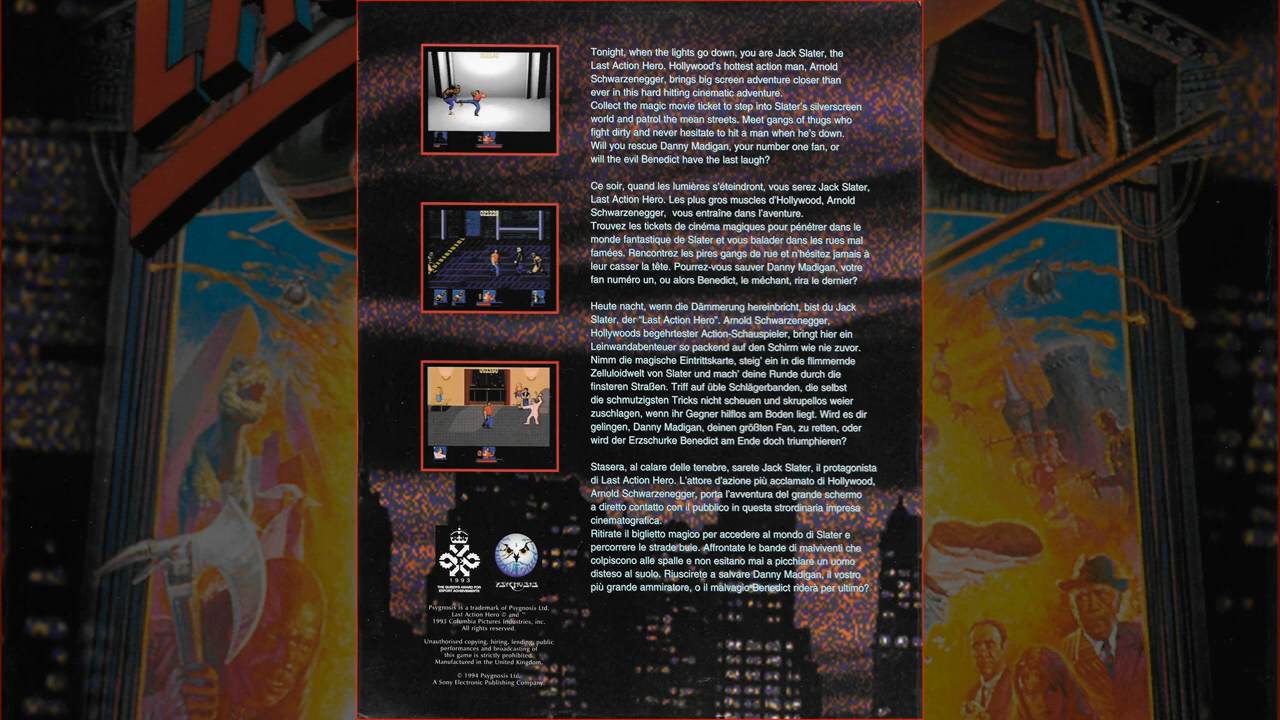 Tonight, when the lights go down, you are Jack Slater, the
Last Action Hero. Hollywood's hottest action man, Arnold
Schwarzenegger, brings big screen adventure closer than
ever in this hard hitting cinematic adventure.
Collect the magic movie ticket to step into Slater's silverscreen
world and patrol the mean streets. Meet gangs of thugs who
fight dirty and never hesitate to hit a man when he's down.
Will you rescue Danny Madigan, your number one fan, or
will the evil Benedict have the last laugh?
Ce soir, quand les lumières s'éteindront, vous serez Jack Slater,
Last Action Hero. Les plus gros muscles d'Hollywood, Arnold
Schwarzenegger, vous entraîne dans l'aventure.
Trouvez les tickets de cinéma magiques pour pénétrer dans le
monde fantastique de Slater et vous balader dans les rues mal
famées. Rencontrez les pires gangs de rue et n'hésitez jamais à
leur casser la tête. Pourrez-vous sauver Danny Madigan, votre
fan numéro un, ou alors Benedict, le méchant, rira le dernier?
Heute nacht, wenn die Dämmerung hereinbricht, bist du Jack
Slater, der "Last Action Hero". Arnold Schwarzenegger,
Hollywoods begehrtester Action-Schauspieler, bringt hier ein
Leinwandabenteuer so packend auf den Schirm wie nie zuvor.
Nimm die magische Eintrittskarte, steig' ein in die flimmernde
Zelluloidwelt von Slater und mach' deine Runde durch die
finsteren Straßen. Triff auf üble Schlägerbanden, die selbst
die schmutzigsten Tricks nicht scheuen und skrupellos weier
zuschlagen, wenn ihr Gegner hilflos am Boden liegt. Wird es dir
gelingen, Danny Madigan, deinen größten Fan, zu retten, oder
wird der Erzschurke Benedict am Ende doch triumphieren?
Stasera, al calare delle tenebre, sarete Jack Slater, il protagonista
di Last Action Hero. L'attore d'azione più acclamato di Hollywood,
Arnold Schwarzenegger, porta l'avventura del grande schermo
a diretto contatto con il pubblico in questa strordinaria impresa
cinematografica.
Ritirate il biglietto magico per accedere al mondo di Slater e
percorrere le strade buie. Affrontate le bande di malviventi che
colpiscono alle spalle e non esitano mai a picchiare un uomo
disteso al suolo. Riuscirete a salvare Danny Madigan, il vostro
più grande ammiratore, o il malvagio Benedict riderà per ultimo?
1993
THE QUEEN'S AWARD FOR
EXPORT ACHIEVEMENTS
PSYGNOSIS
Psygnosis is a trademark of Psygnosis Ltd.
Last Action Hero © and ™
1993 Columbia Pictures Industries, inc.
All rights reserved.
Unauthorised copying, hiring, lending, public
performances and broadcasting of
this game is strictly prohibited.
Manufactured in the United Kingdom.
© 1994 Psygnosis Ltd.
A Sony Electronic Publishing Company